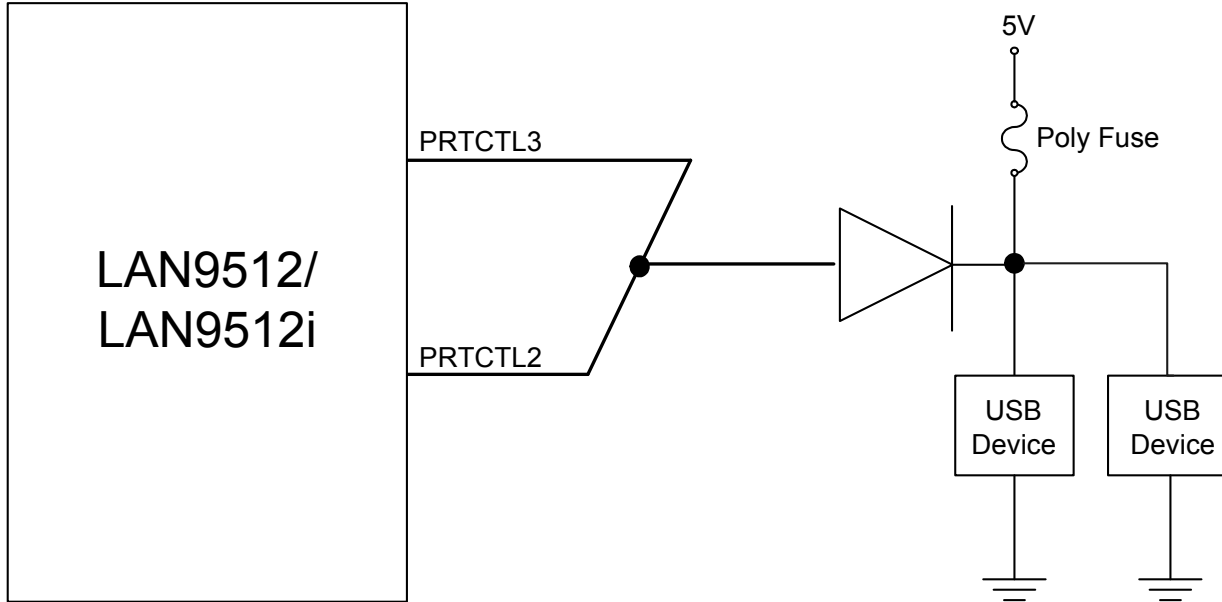 5V
PRTCTL3
Poly Fuse
LAN9512/
LAN9512i
PRTCTL2
USB
Device
USB
Device